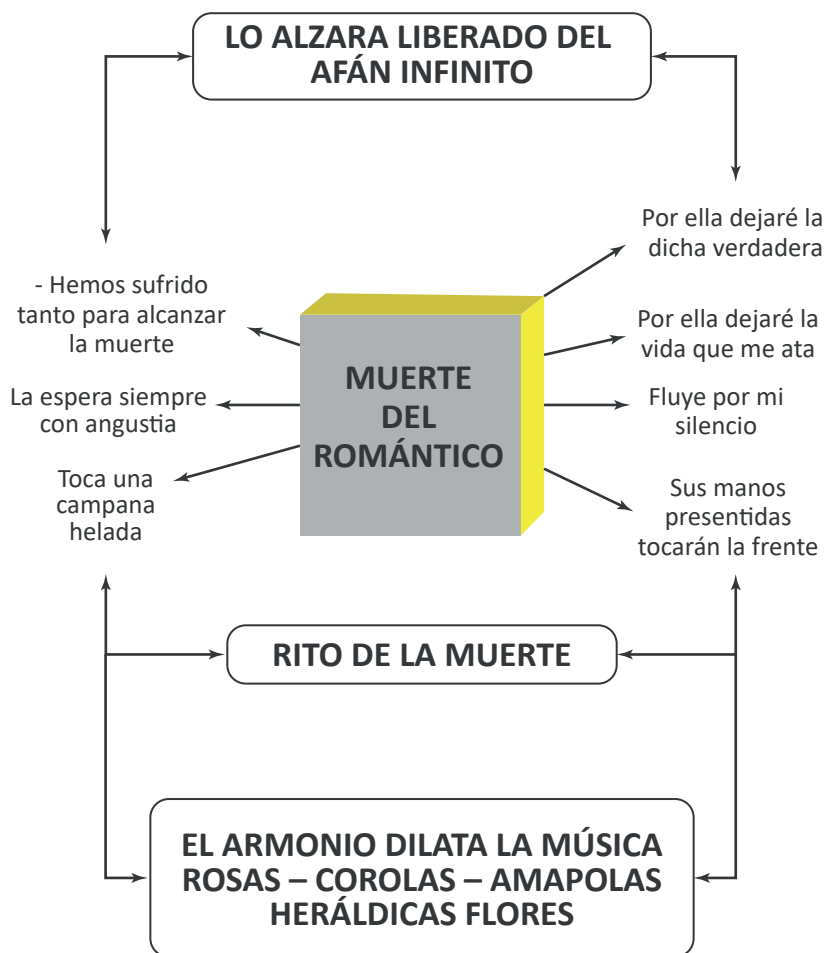 LO ALZARA LIBERADO DEL
AFÁN INFINITO
- Hemos sufrido
tanto para alcanzar
la muerte
La espera siempre
con angustia
Toca una
campana
helada
MUERTE
DEL
ROMÁNTICO
Por ella dejaré la
dicha verdadera
Por ella dejaré la
vida que me ata
Fluye por mi
silencio
Sus manos
presentidas
tocarán la frente
RITO DE LA MUERTE
EL ARMONIO DILATA LA MÚSICA
ROSAS – COROLAS – AMAPOLAS
HERÁLDICAS FLORES